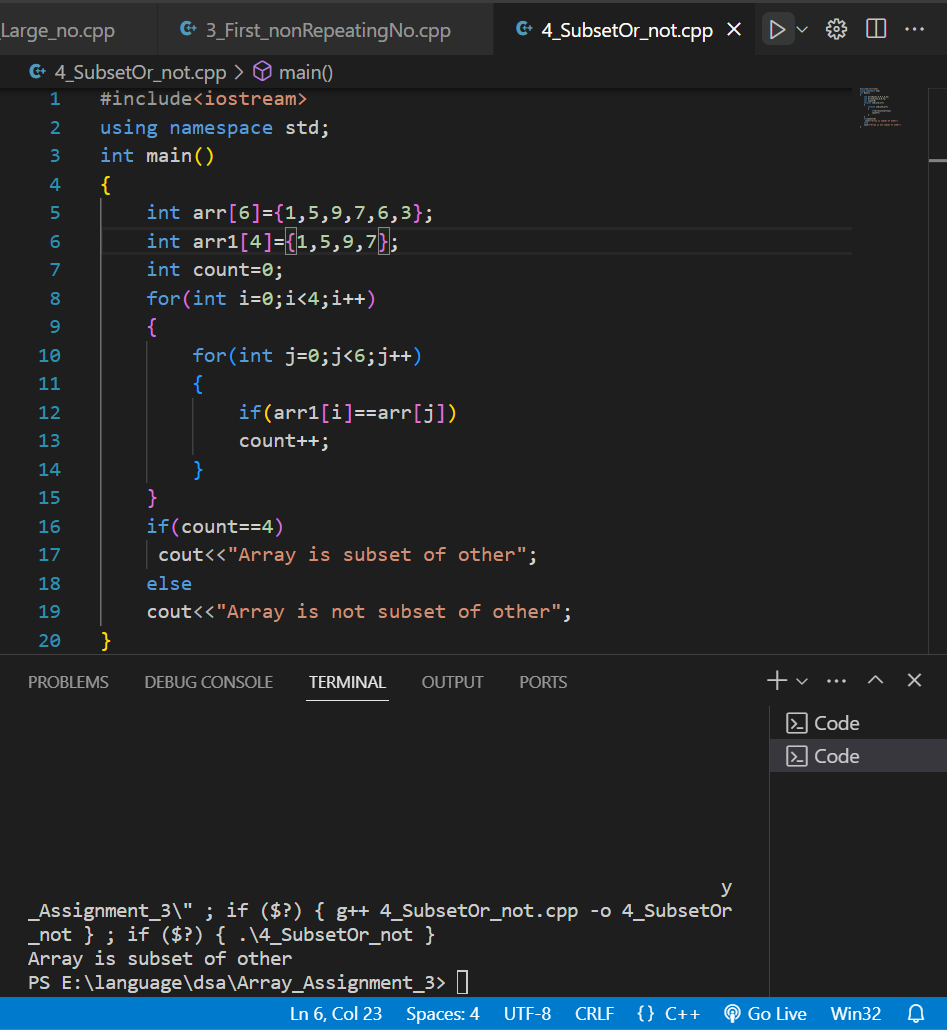 _Large_no.cpp 3_First_nonRepeatingNo.cpp 4_SubsetOr_not.cpp
4_SubsetOr_not.cpp > main()
1 #include<iostream>
2 using namespace std;
3 int main()
4 {
5 int arr[6]={1,5,9,7,6,3};
6 int arr1[4]={1,5,9,7};
7 int count=0;
8 for(int i=0;i<4;i++)
9 {
10 for(int j=0;j<6;j++)
11 {
12 if(arr1[i]==arr[j])
13 count++;
14 }
15 }
16 if(count==4)
17 cout<<"Array is subset of other";
18 else
19 cout<<"Array is not subset of other";
20 }
PROBLEMS DEBUG CONSOLE TERMINAL OUTPUT PORTS
Code
Code
y
_Assignment_3\" ; if ($?) { g++ 4_SubsetOr_not.cpp -o 4_SubsetOr
_not } ; if ($?) { .\4_SubsetOr_not }
Array is subset of other
PS E:\language\dsa\Array_Assignment_3>
Ln 6, Col 23 Spaces: 4 UTF-8 CRLF {} C++ Go Live Win32